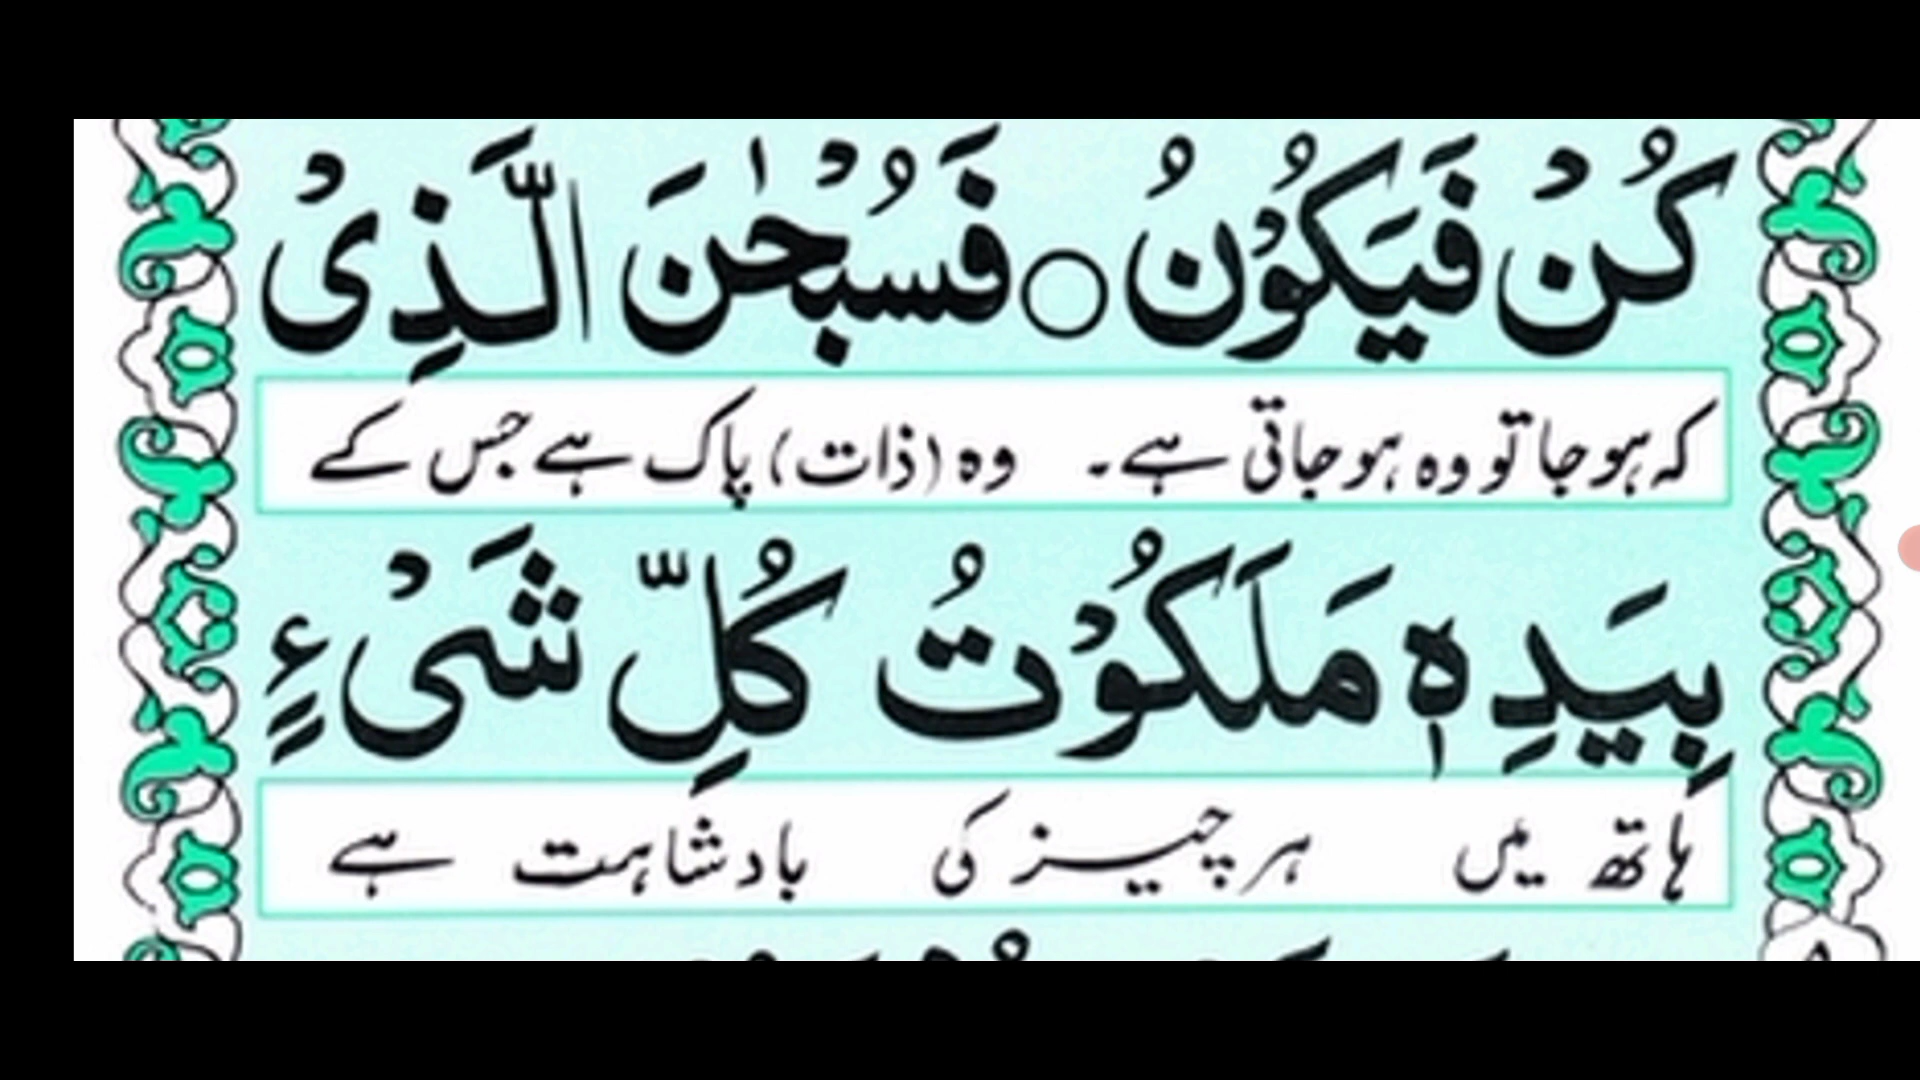 كُنْ فَيَكُوْنُ ○ فَسُبْحٰنَ الَّذِیْ
کہ ہو جا تو وہ ہو جاتی ہے۔ وہ (ذات) پاک ہے جس کے
بِيَدِهٖ مَلَكُوْتُ كُلِّ شَیْءٍ
ہاتھ میں ہر چیز کی بادشاہت ہے